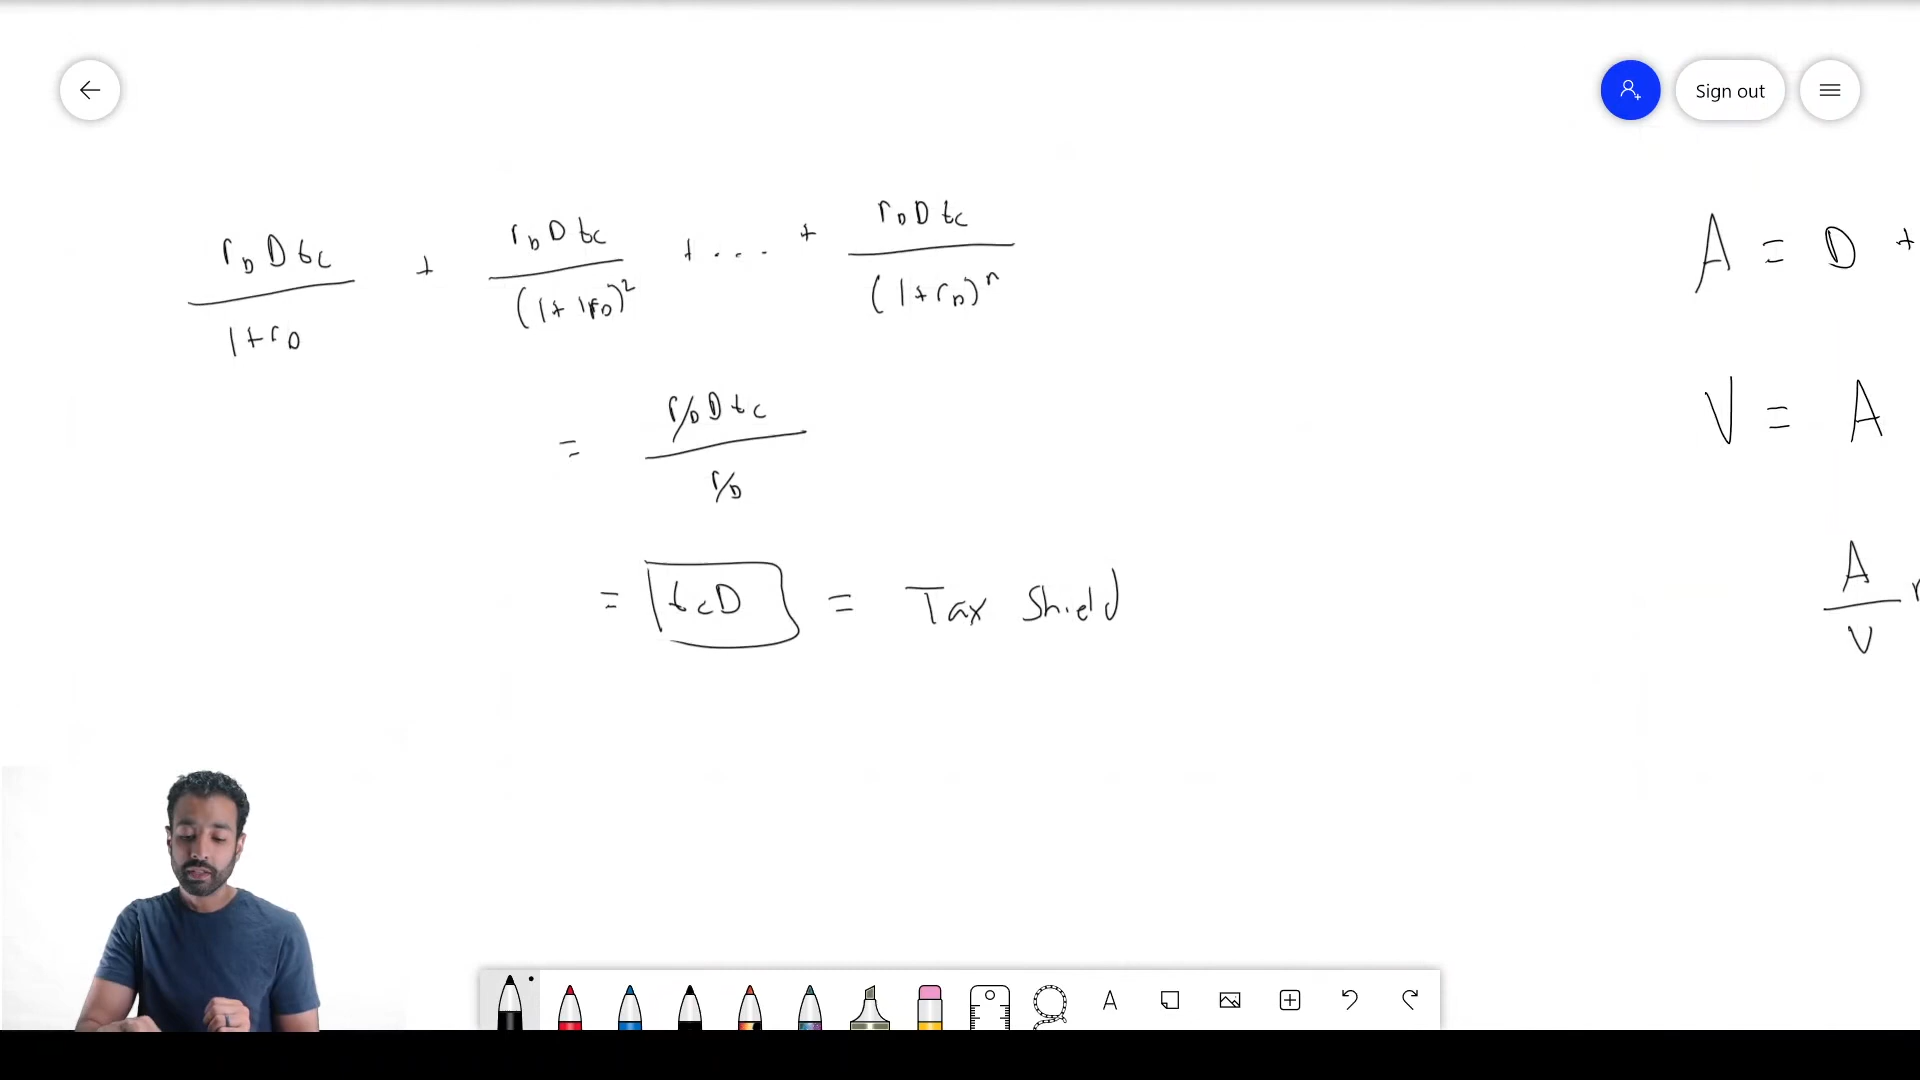 Sign out
r_D D t_c / 1+r_D + r_D D t_c / (1+r_D)^2 + ... + r_D D t_c / (1+r_D)^n
= r_D D t_c / r_D
= t_c D = Tax Shield
A = D +
V = A
A / V r
A